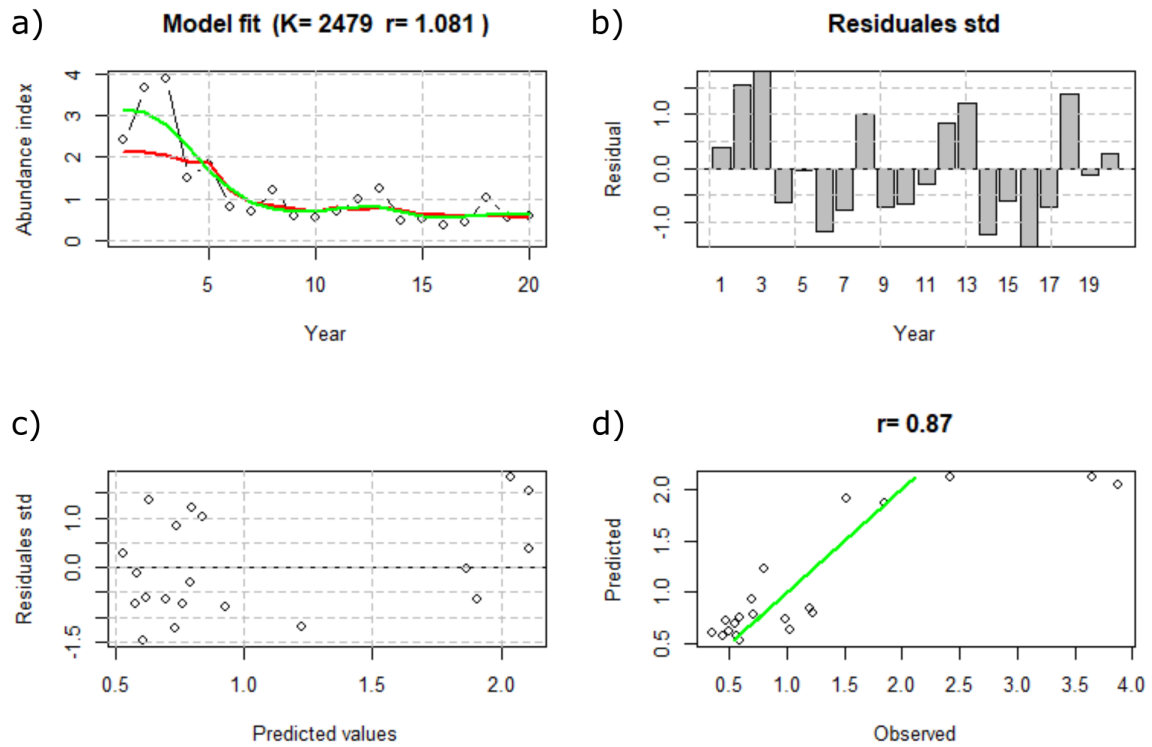 a)
Model fit (K= 2479 r= 1.081 )
Abundance index
4
3
2
1
0
5 10 15 20
Year
b)
Residuales std
Residual
1.0
0.0
-1.0
1 3 5 7 9 11 13 15 17 19
Year
c)
Residuales std
1.0
0.0
-1.5
0.5 1.0 1.5 2.0
Predicted values
d)
r= 0.87
Predicted
2.0
1.5
1.0
0.5
0.5 1.0 1.5 2.0 2.5 3.0 3.5 4.0
Observed